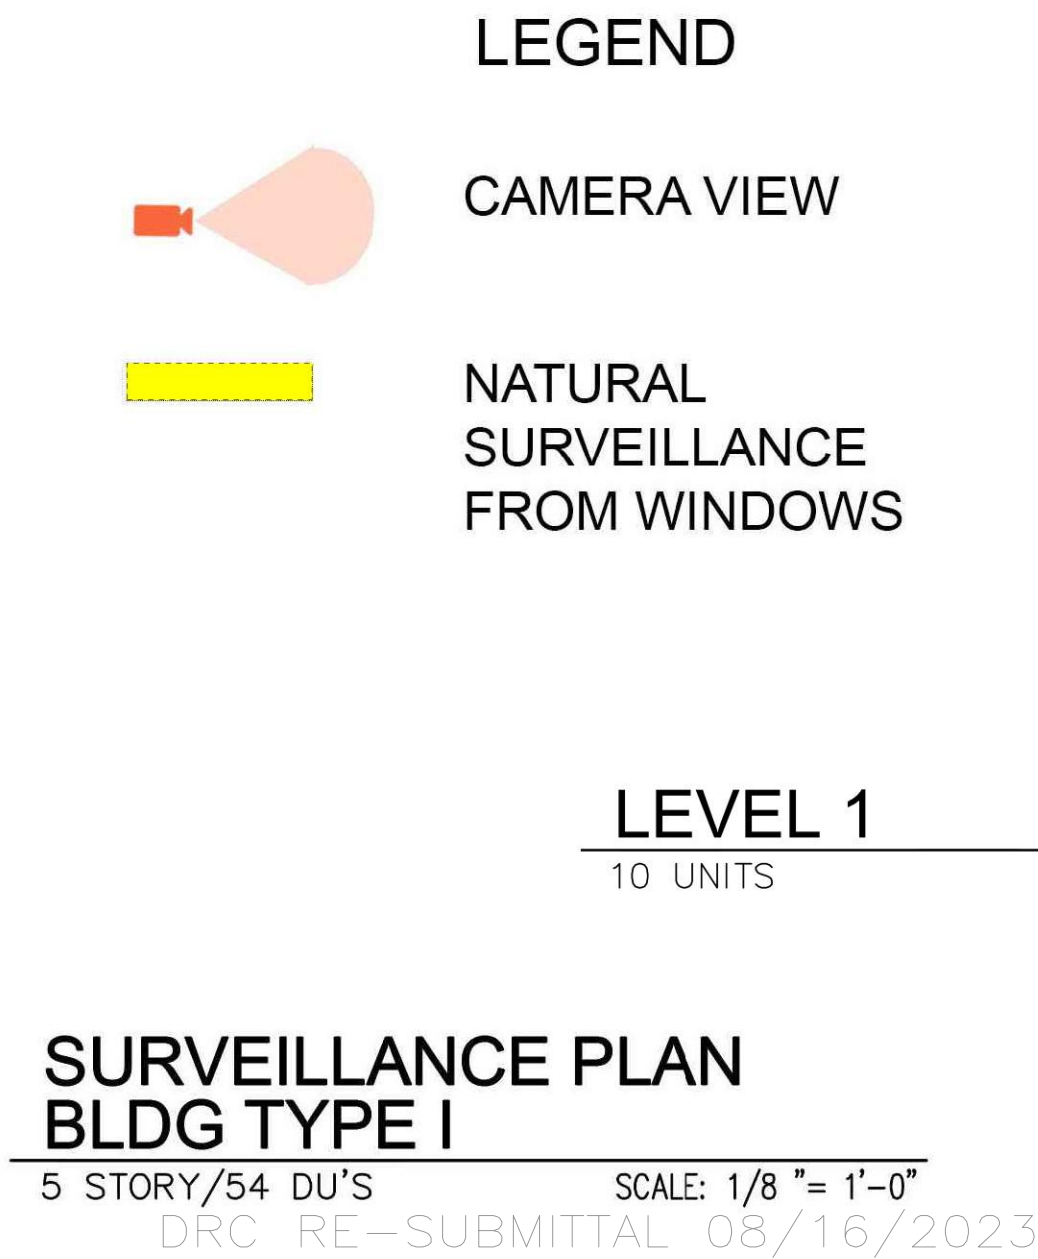 LEGEND
CAMERA VIEW
NATURAL
SURVEILLANCE
FROM WINDOWS
LEVEL 1
10 UNITS
SURVEILLANCE PLAN
BLDG TYPE I
5 STORY/54 DU'S SCALE: 1/8 "= 1'-0"
DRC RE-SUBMITTAL 08/16/2023